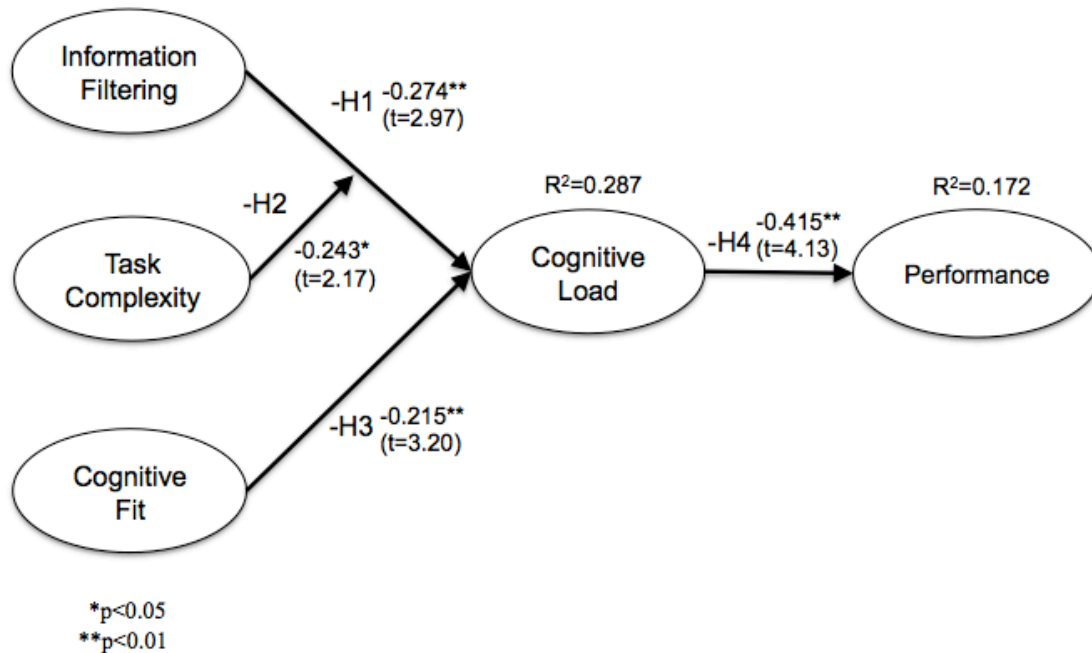 Information
Filtering
-H1 -0.274**
(t=2.97)
-H2
-0.243*
(t=2.17)
Task
Complexity
R²=0.287
Cognitive
Load
-H4 -0.415**
(t=4.13)
R²=0.172
Performance
-H3 -0.215**
(t=3.20)
Cognitive
Fit
*p<0.05
**p<0.01